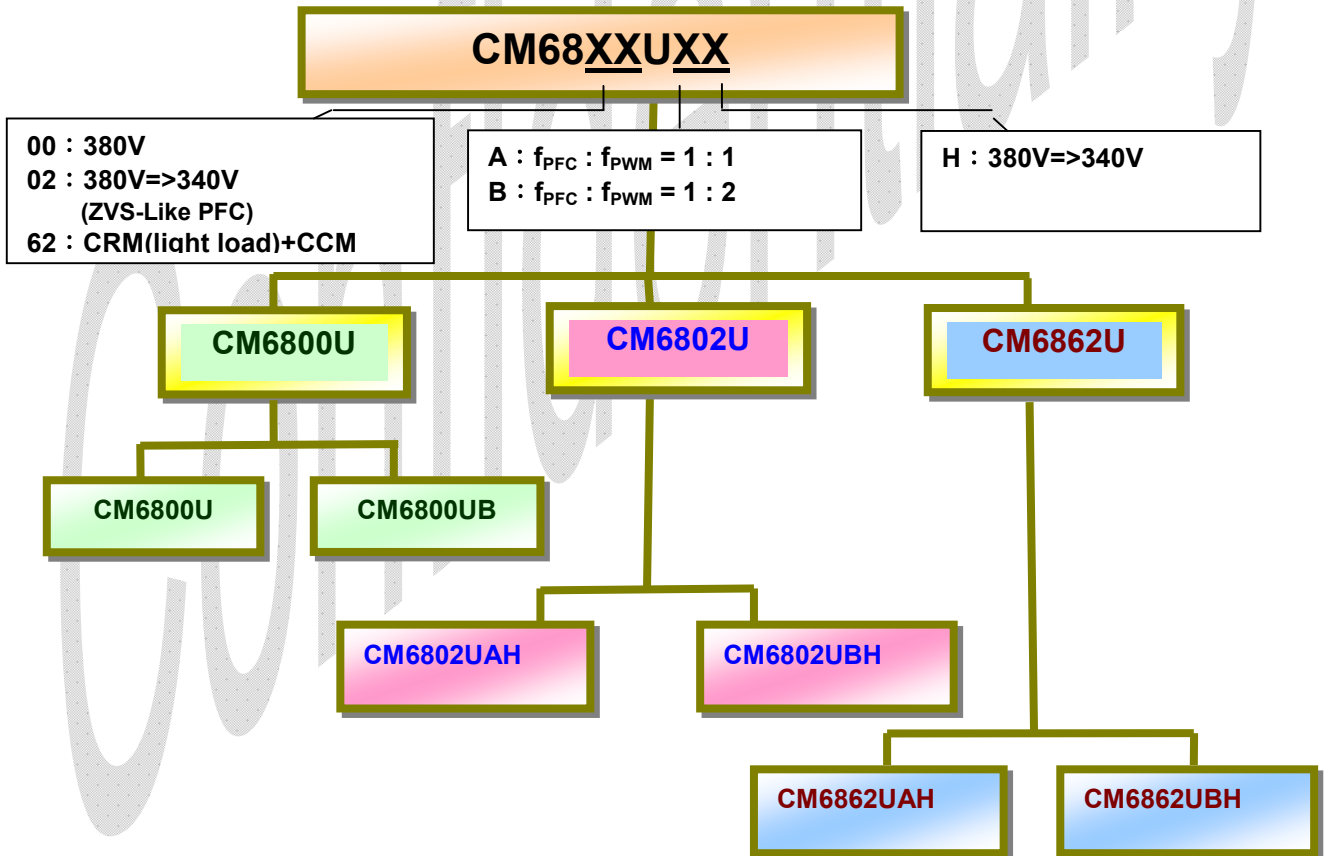 CM68XXUXX
00：380V
02：380V=>340V
(ZVS-Like PFC)
62：CRM(light load)+CCM
A：fPFC : fPWM = 1 : 1
B：fPFC : fPWM = 1 : 2
H：380V=>340V
CM6800U
CM6802U
CM6862U
CM6800U
CM6800UB
CM6802UAH
CM6802UBH
CM6862UAH
CM6862UBH